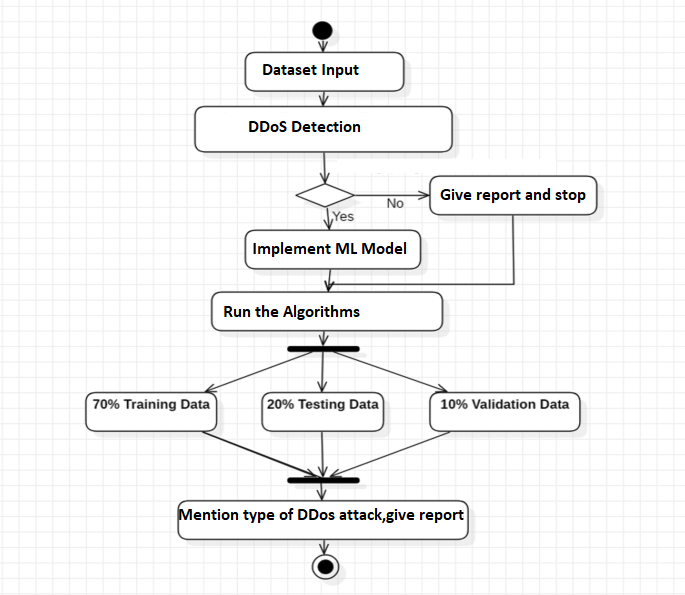 Dataset Input
DDoS Detection
No
Give report and stop
Yes
Implement ML Model
Run the Algorithms
70% Training Data
20% Testing Data
10% Validation Data
Mention type of DDos attack,give report